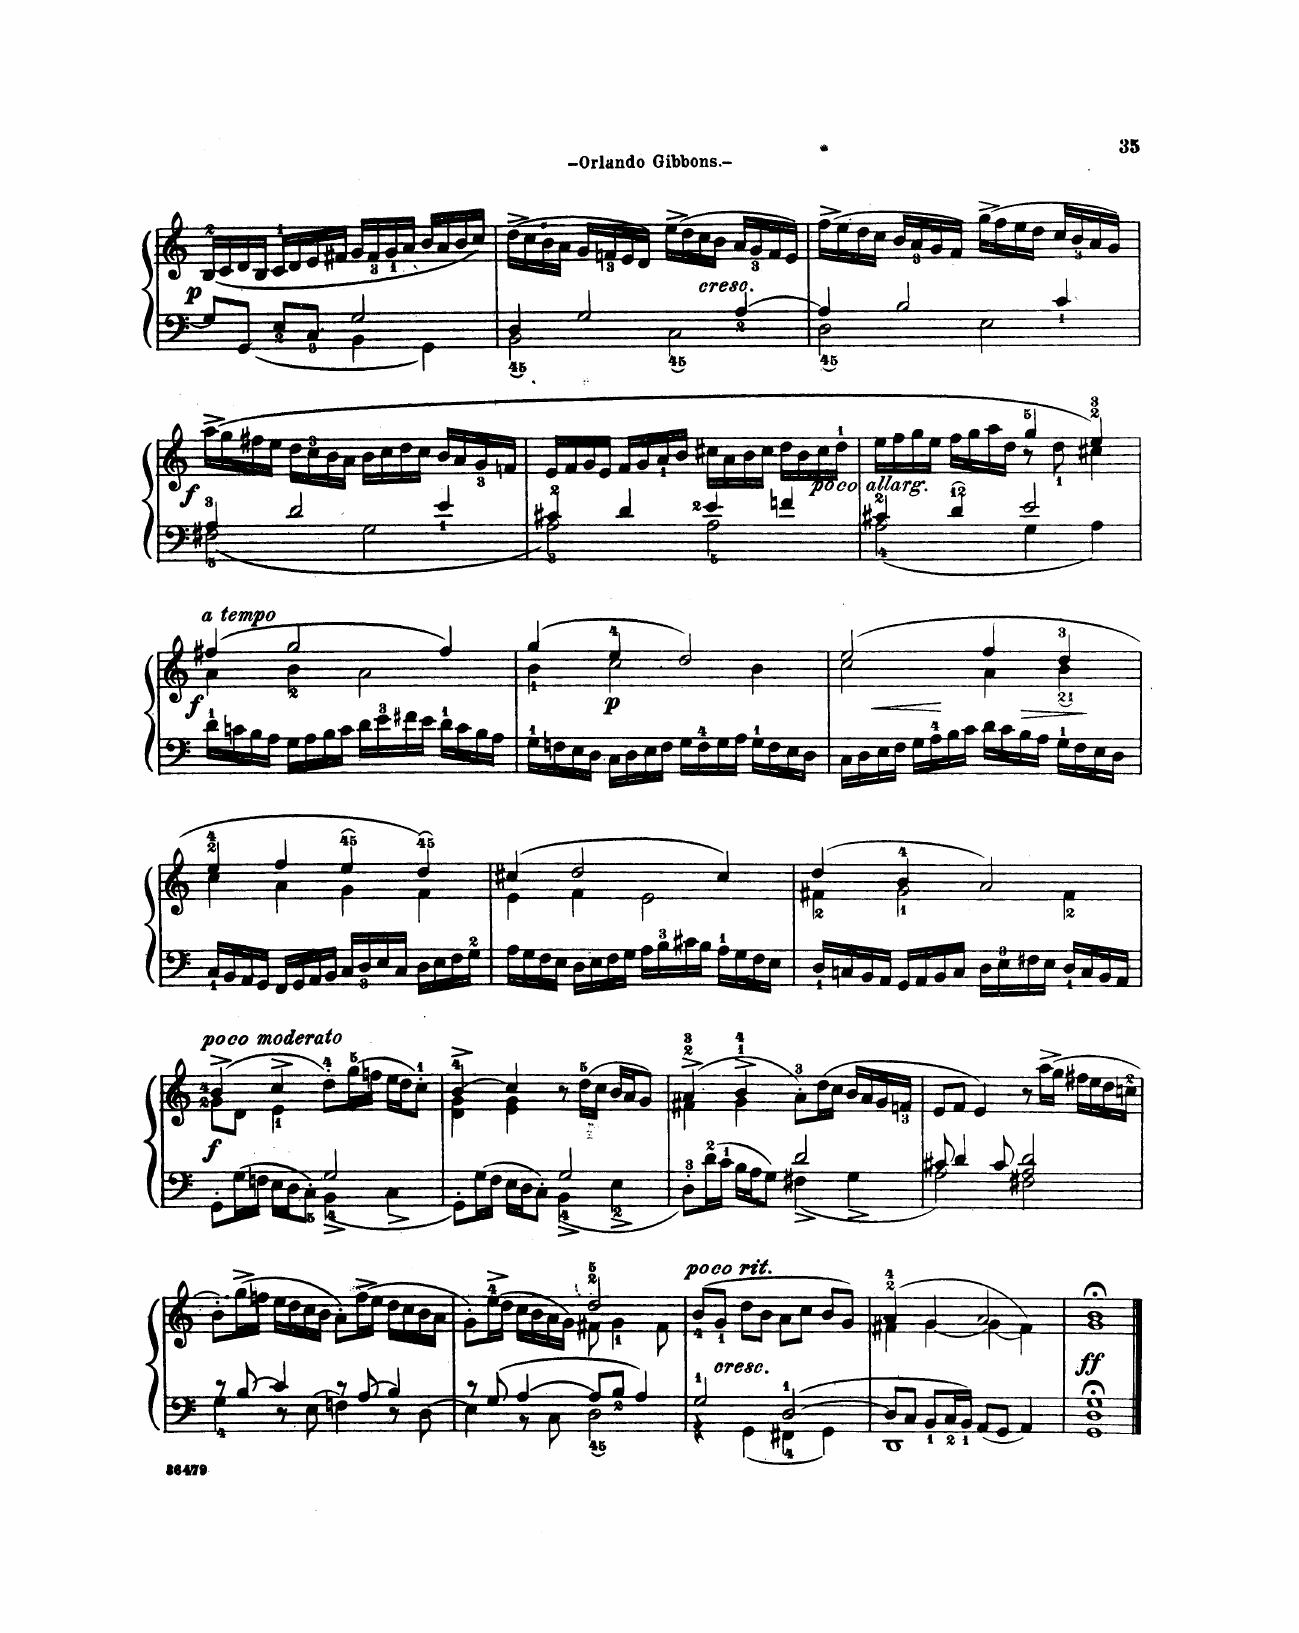 35
-Orlando Gibbons.-
p
cresc.
f
poco allarg.
a tempo
f
p
poco moderato
f
poco rit.
cresc.
ff
36479